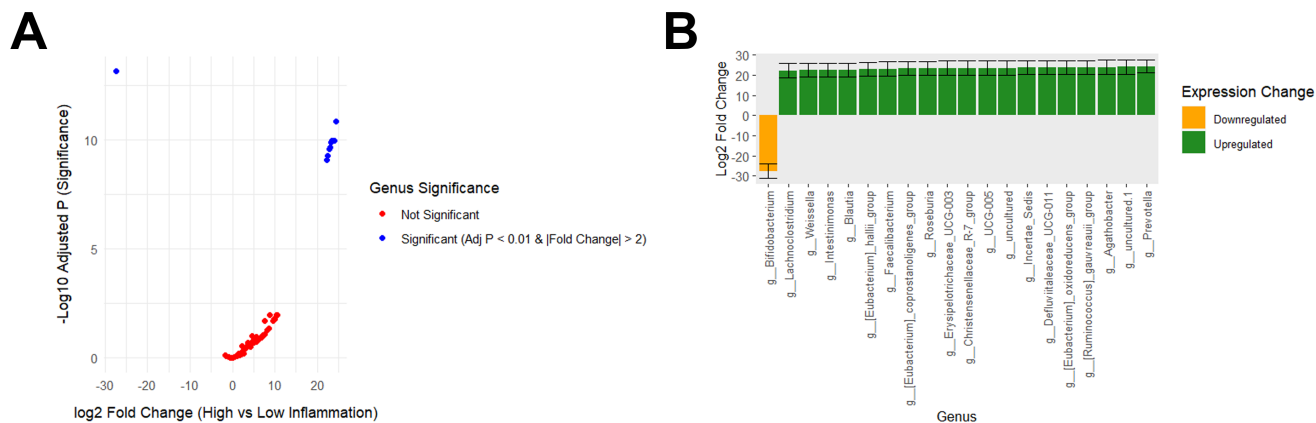 A
-Log10 Adjusted P (Significance)
10
5
0
-30
-20
-10
0
10
20
log2 Fold Change (High vs Low Inflammation)
Genus Significance
Not Significant
Significant (Adj P < 0.01 & |Fold Change| > 2)
B
Log2 Fold Change
30
20
10
0
-10
-20
-30
g__Bifidobacterium
g__Lachnoclostridium
g__Weissella
g__Intestinimonas
g__Blautia
g__[Eubacterium]_hallii_group
g__Faecalibacterium
g__[Eubacterium]_coprostanoligenes_group
g__Roseburia
g__Erysipelotrichaceae_UCG-003
g__Christensenellaceae_R-7_group
g__UCG-005
g__uncultured
g__Incertae_Sedis
g__Defluviitaleaceae_UCG-011
g__[Eubacterium]_oxidoreducens_group
g__[Ruminococcus]_gauvreauii_group
g__Agathobacter
g__uncultured.1
g__Prevotella
Genus
Expression Change
Downregulated
Upregulated